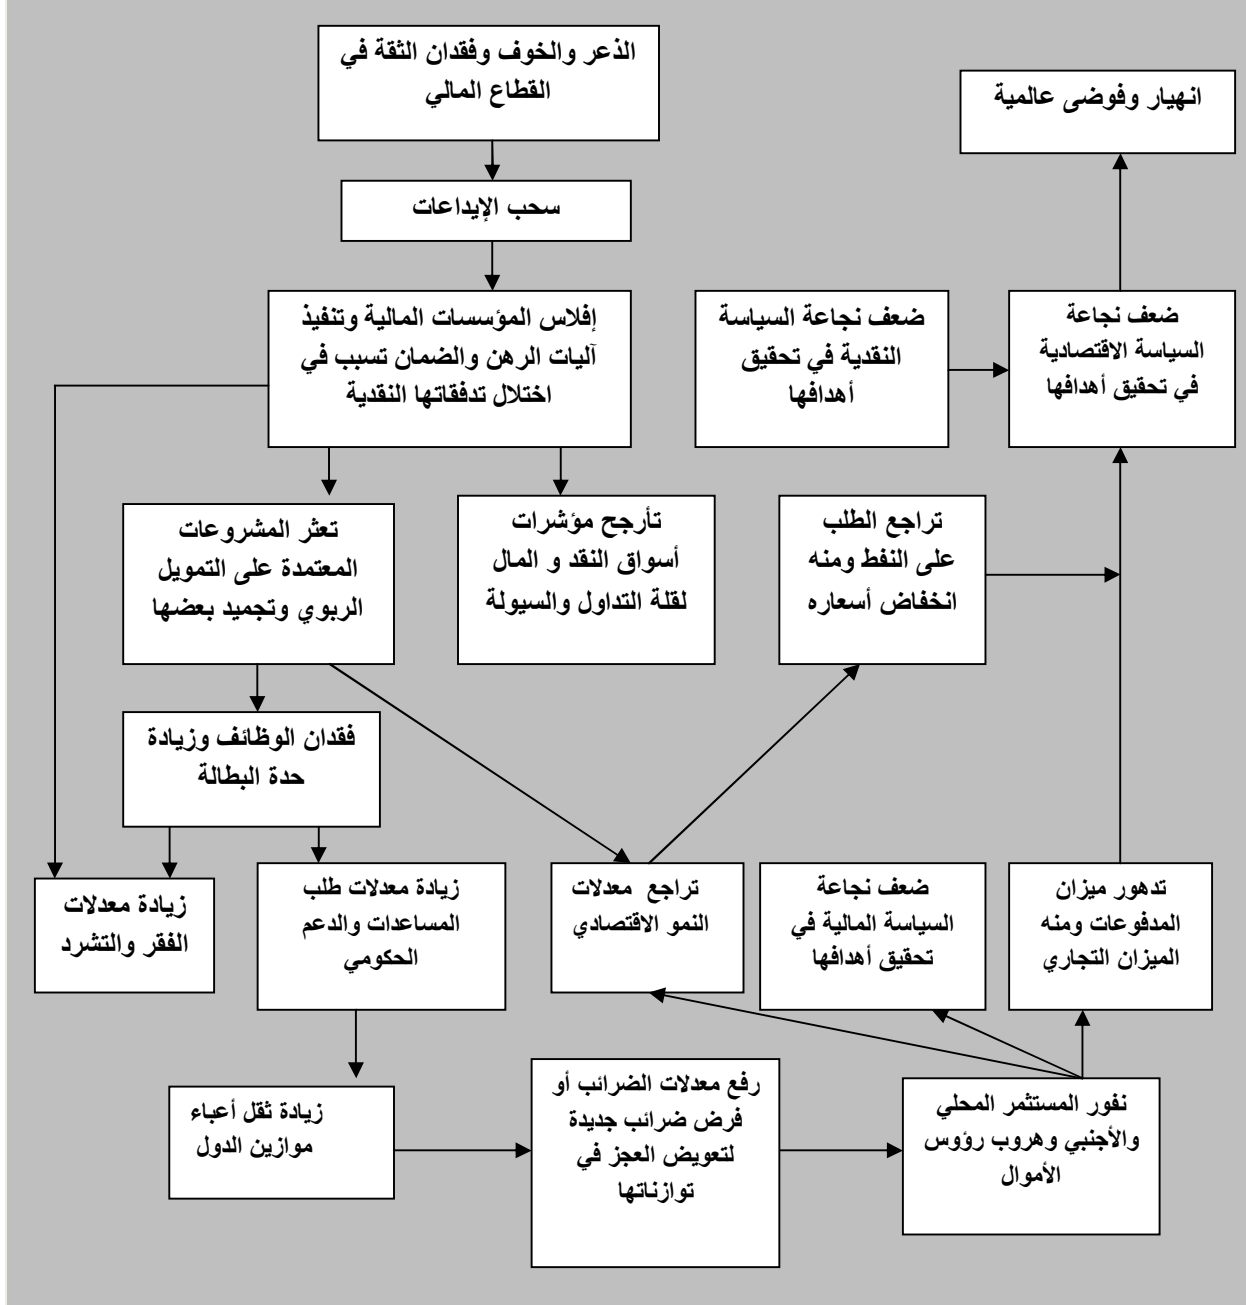 الذعر والخوف وفقدان الثقة في
القطاع المالي
انهيار وفوضى عالمية
سحب الإيداعات
إفلاس المؤسسات المالية وتنفيذ
آليات الرهن والضمان تسبب في
اختلال تدفقاتها النقدية
ضعف نجاعة السياسة
النقدية في تحقيق
أهدافها
ضعف نجاعة
السياسة الاقتصادية
في تحقيق أهدافها
تعثر المشروعات
المعتمدة على التمويل
الربوي وتجميد بعضها
تأرجح مؤشرات
أسواق النقد و المال
لقلة التداول والسيولة
تراجع الطلب
على النفط ومنه
انخفاض أسعاره
فقدان الوظائف وزيادة
حدة البطالة
زيادة معدلات
الفقر والتشرد
زيادة معدلات طلب
المساعدات والدعم
الحكومي
تراجع معدلات
النمو الاقتصادي
ضعف نجاعة
السياسة المالية في
تحقيق أهدافها
تدهور ميزان
المدفوعات ومنه
الميزان التجاري
زيادة ثقل أعباء
موازين الدول
رفع معدلات الضرائب أو
فرض ضرائب جديدة
لتعويض العجز في
توازناتها
نفور المستثمر المحلي
والأجنبي وهروب رؤوس
الأموال